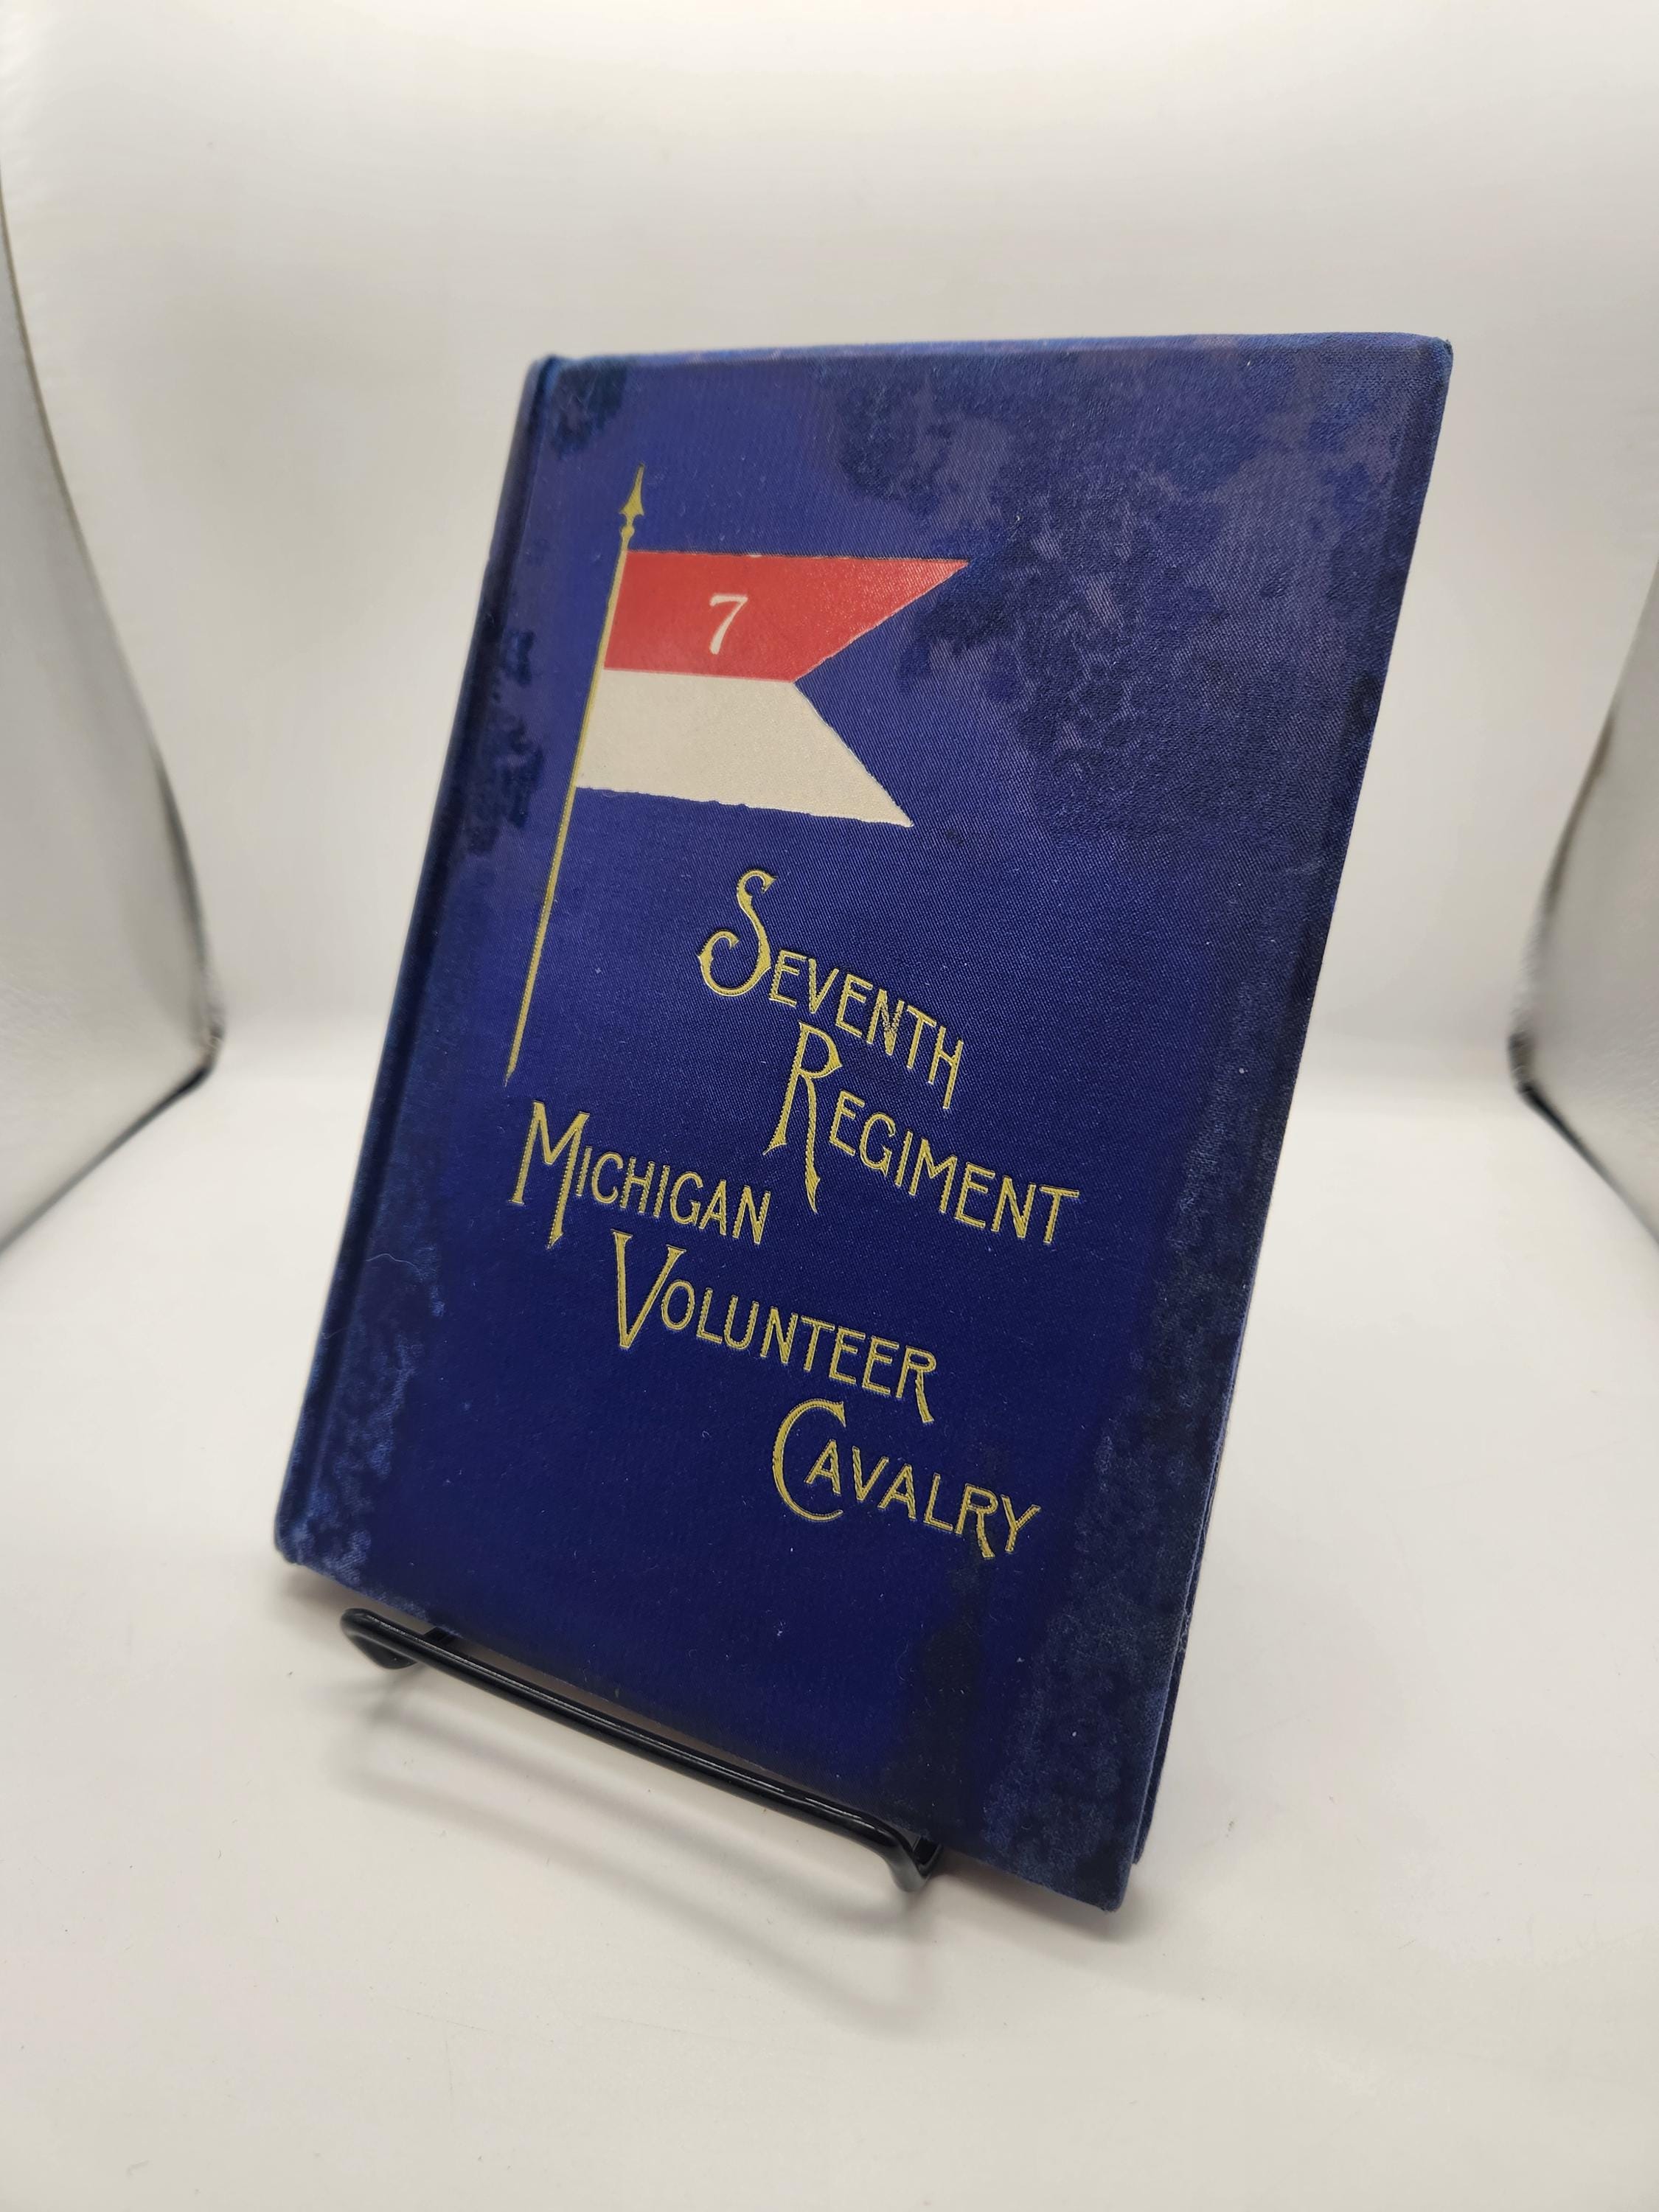 7
SEVENTH
REGIMENT
MICHIGAN
VOLUNTEER
CAVALRY